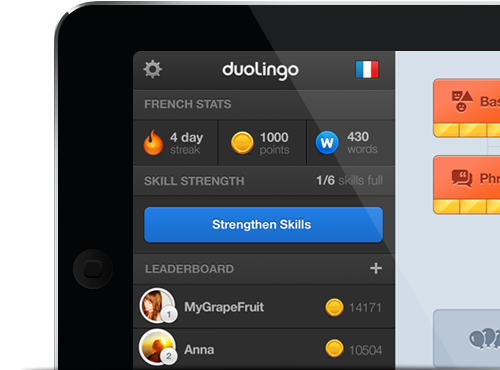 duolingo
FRENCH STATS
4 day
streak
1000
points
W
430
words
SKILL STRENGTH 1/6 skills full
Strengthen Skills
LEADERBOARD +
1 MyGrapeFruit 14171
2 Anna 10504
Bas
Phr